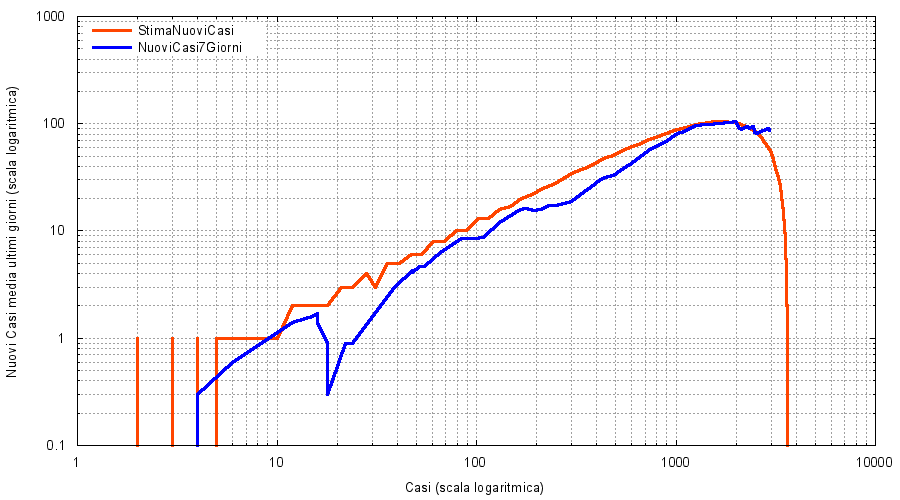 1000
StimaNuoviCasi
NuoviCasi7Giorni
100
10
1
0.1
Nuovi Casi media ultimi giorni (scala logaritmica)
1
10
100
1000
10000
Casi (scala logaritmica)